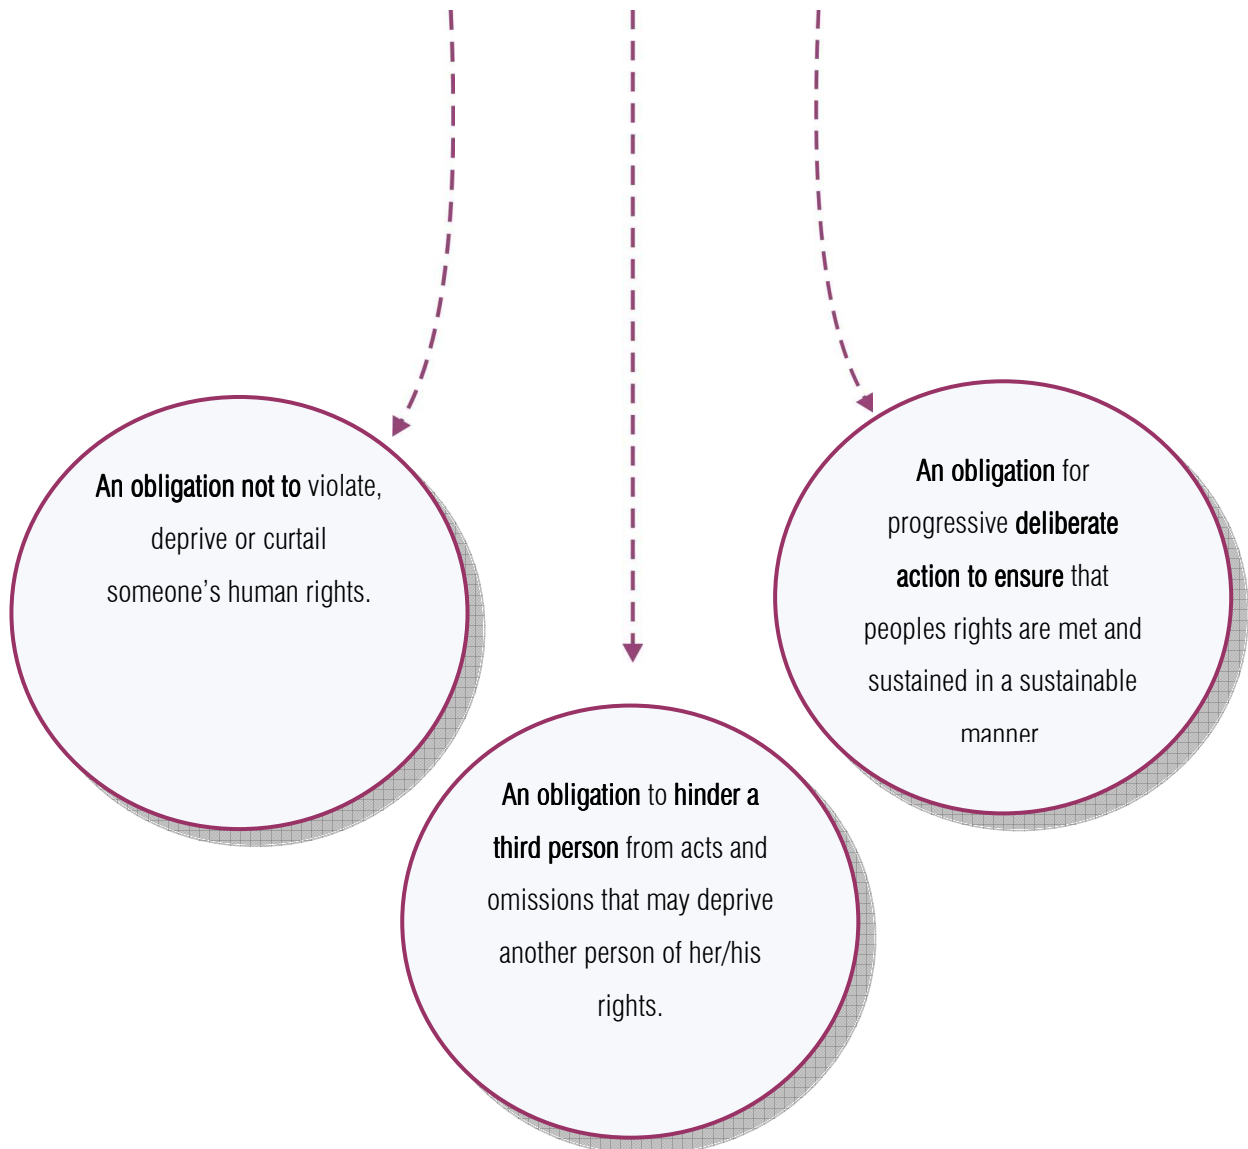 An obligation not to violate,
deprive or curtail
someone’s human rights.
An obligation to hinder a
third person from acts and
omissions that may deprive
another person of her/his
rights.
An obligation for
progressive deliberate
action to ensure that
peoples rights are met and
sustained in a sustainable
manner